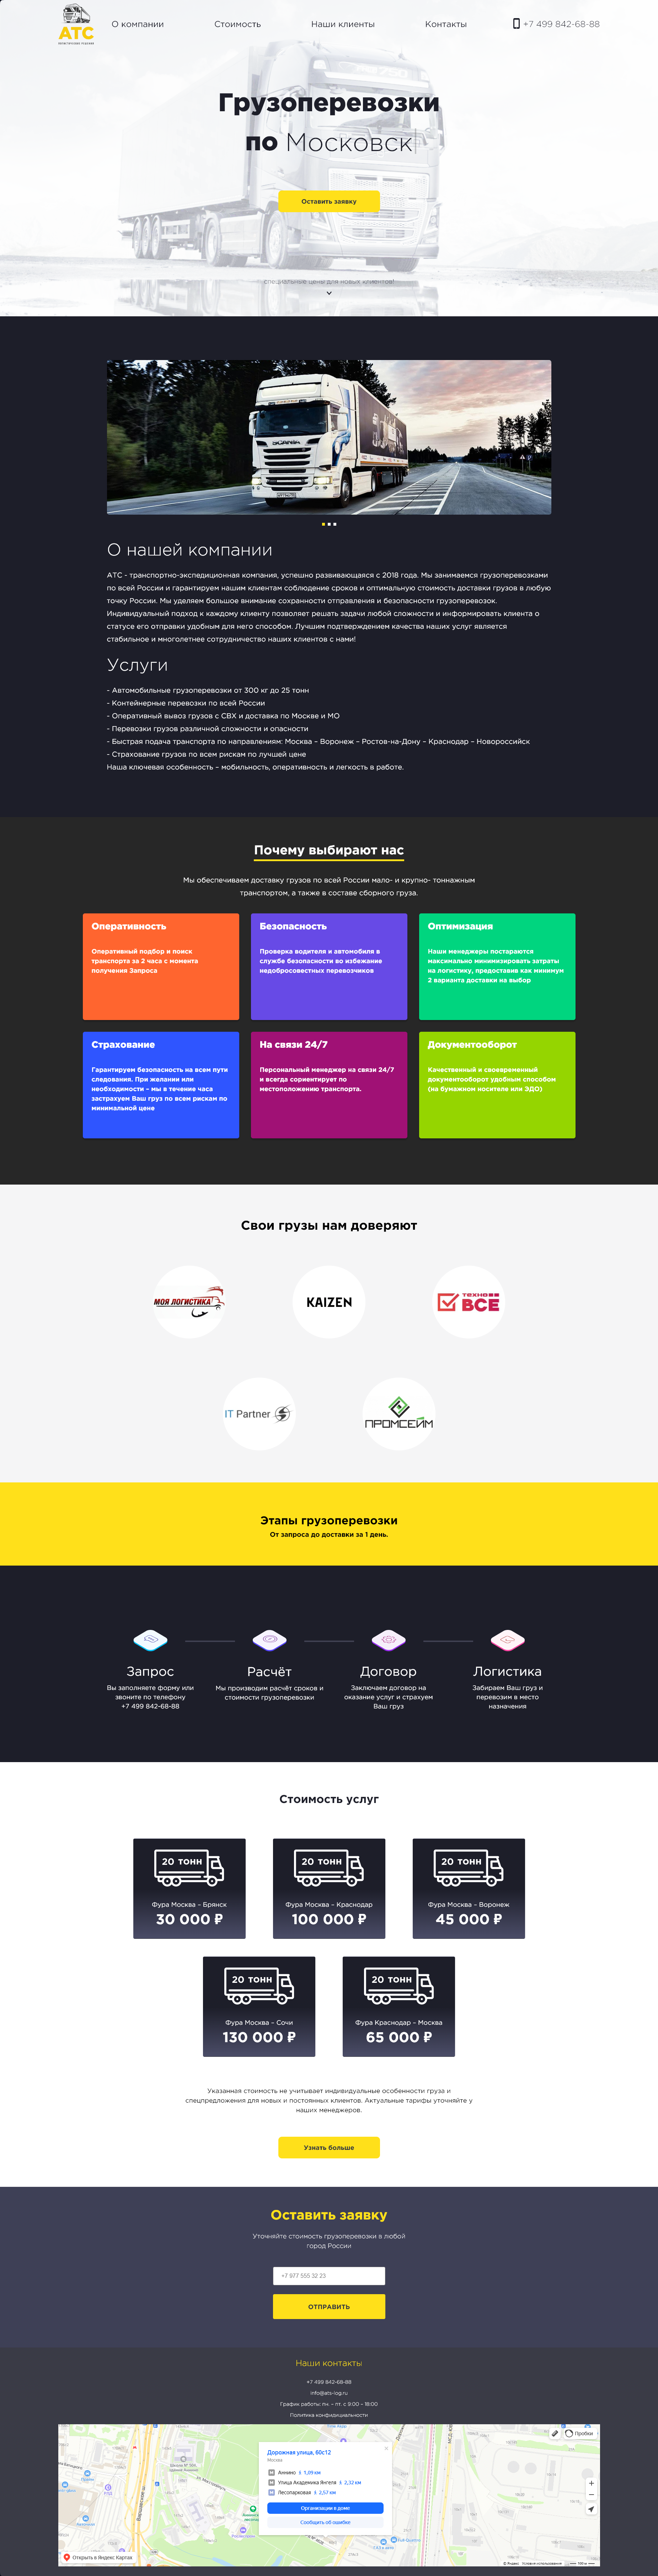 АТС
О компании
Стоимость
Наши клиенты
Контакты
+7 499 842-68-88
Грузоперевозки
по Московск
Оставить заявку
специальные цены для новых клиентов!
SCANIA
О нашей компании
АТС - транспортно-экспедиционная компания, успешно развивающаяся с 2018 года. Мы занимаемся грузоперевозками
по всей России и гарантируем нашим клиентам соблюдение сроков и оптимальную стоимость доставки грузов в любую
точку России. Мы уделяем большое внимание сохранности отправления и безопасности грузоперевозок.
Индивидуальный подход к каждому клиенту позволяет решать задачи любой сложности и информировать клиента о
статусе его отправки удобным для него способом. Лучшим подтверждением качества наших услуг является
стабильное и многолетнее сотрудничество наших клиентов с нами!
Услуги
- Автомобильные грузоперевозки от 300 кг до 25 тонн
- Контейнерные перевозки по всей России
- Оперативный вывоз грузов с СВХ и доставка по Москве и МО
- Перевозки грузов различной сложности и опасности
- Быстрая подача транспорта по направлениям: Москва – Воронеж – Ростов-на-Дону – Краснодар – Новороссийск
- Страхование грузов по всем рискам по лучшей цене
Наша ключевая особенность – мобильность, оперативность и легкость в работе.
Почему выбирают нас
Мы обеспечиваем доставку грузов по всей России мало- и крупно- тоннажным
транспортом, а также в составе сборного груза.
Оперативность
Оперативный подбор и поиск
транспорта за 2 часа с момента
получения Запроса
Безопасность
Проверка водителя и автомобиля в
службе безопасности во избежание
недобросовестных перевозчиков
Оптимизация
Наши менеджеры постараются
максимально минимизировать затраты
на логистику, предоставив как минимум
2 варианта доставки на выбор
Страхование
Гарантируем безопасность на всем пути
следования. При желании или
необходимости – мы в течение часа
застрахуем Ваш груз по всем рискам по
минимальной цене
На связи 24/7
Персональный менеджер на связи 24/7
и всегда сориентирует по
местоположению транспорта.
Документооборот
Качественный и своевременный
документооборот удобным способом
(на бумажном носителе или ЭДО)
Свои грузы нам доверяют
МОЯ ЛОГИСТИКА!
KAIZEN
ТЕХНО
ВСЕ
IT Partner
ПРОМСЕЙМ
Этапы грузоперевозки
От запроса до доставки за 1 день.
Запрос
Вы заполняете форму или
звоните по телефону
+7 499 842-68-88
Расчёт
Мы производим расчёт сроков и
стоимости грузоперевозки
Договор
Заключаем договор на
оказание услуг и страхуем
Ваш груз
Логистика
Забираем Ваш груз и
перевозим в место
назначения
Стоимость услуг
20 тонн
Фура Москва – Брянск
30 000 ₽
20 тонн
Фура Москва – Краснодар
100 000 ₽
20 тонн
Фура Москва – Воронеж
45 000 ₽
20 тонн
Фура Москва – Сочи
130 000 ₽
20 тонн
Фура Краснодар – Москва
65 000 ₽
Указанная стоимость не учитывает индивидуальные особенности груза и
спецпредложения для новых и постоянных клиентов. Актуальные тарифы уточняйте у
наших менеджеров.
Узнать больше
Оставить заявку
Уточняйте стоимость грузоперевозки в любой
город России
+7 977 555 32 23
ОТПРАВИТЬ
Наши контакты
+7 499 842-68-88
info@ats-log.ru
График работы: пн. – пт. с 9:00 – 18:00
Политика конфидициальности
Пробки
Дорожная улица, 60с12
Москва
Аннино 1,09 км
Улица Академика Янгеля 2,32 км
Лесопарковая 2,57 км
Организации в доме
Сообщить об ошибке
Открыть в Яндекс Картах
© Яндекс Условия использования